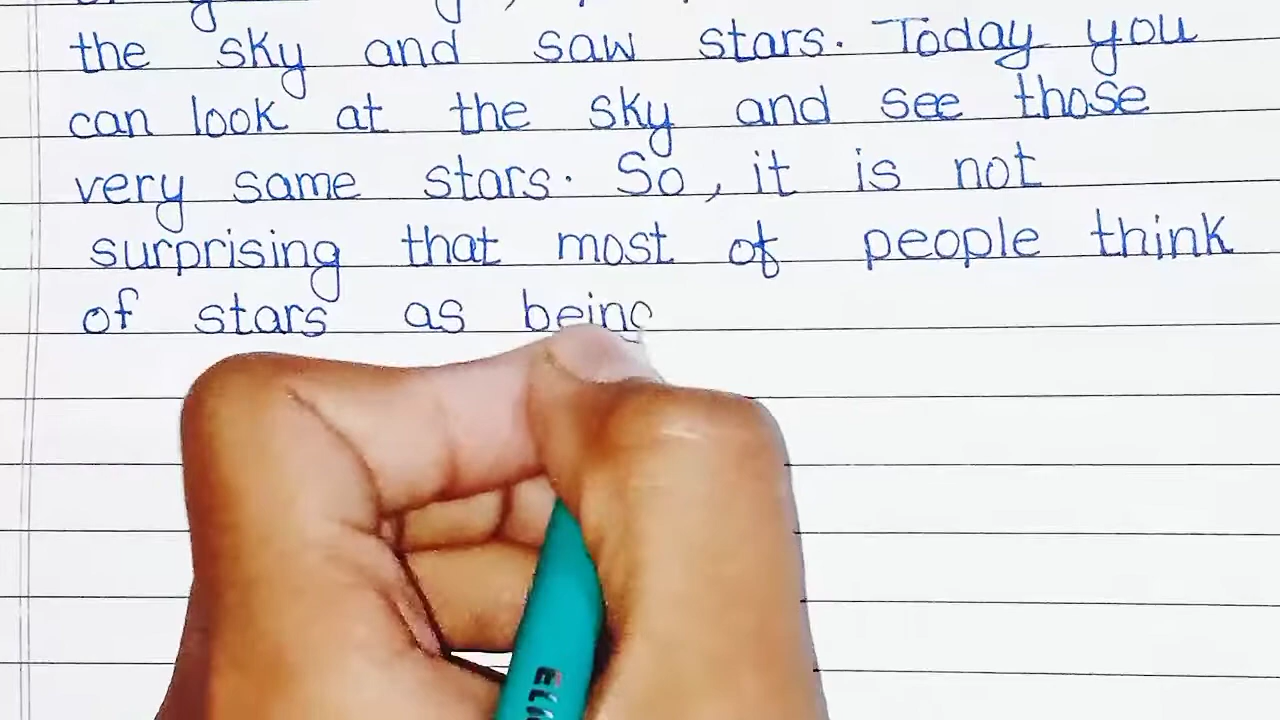 the sky and saw stars. Today you
can look at the sky and see those
very same stars. So, it is not
surprising that most of people think
of stars as being